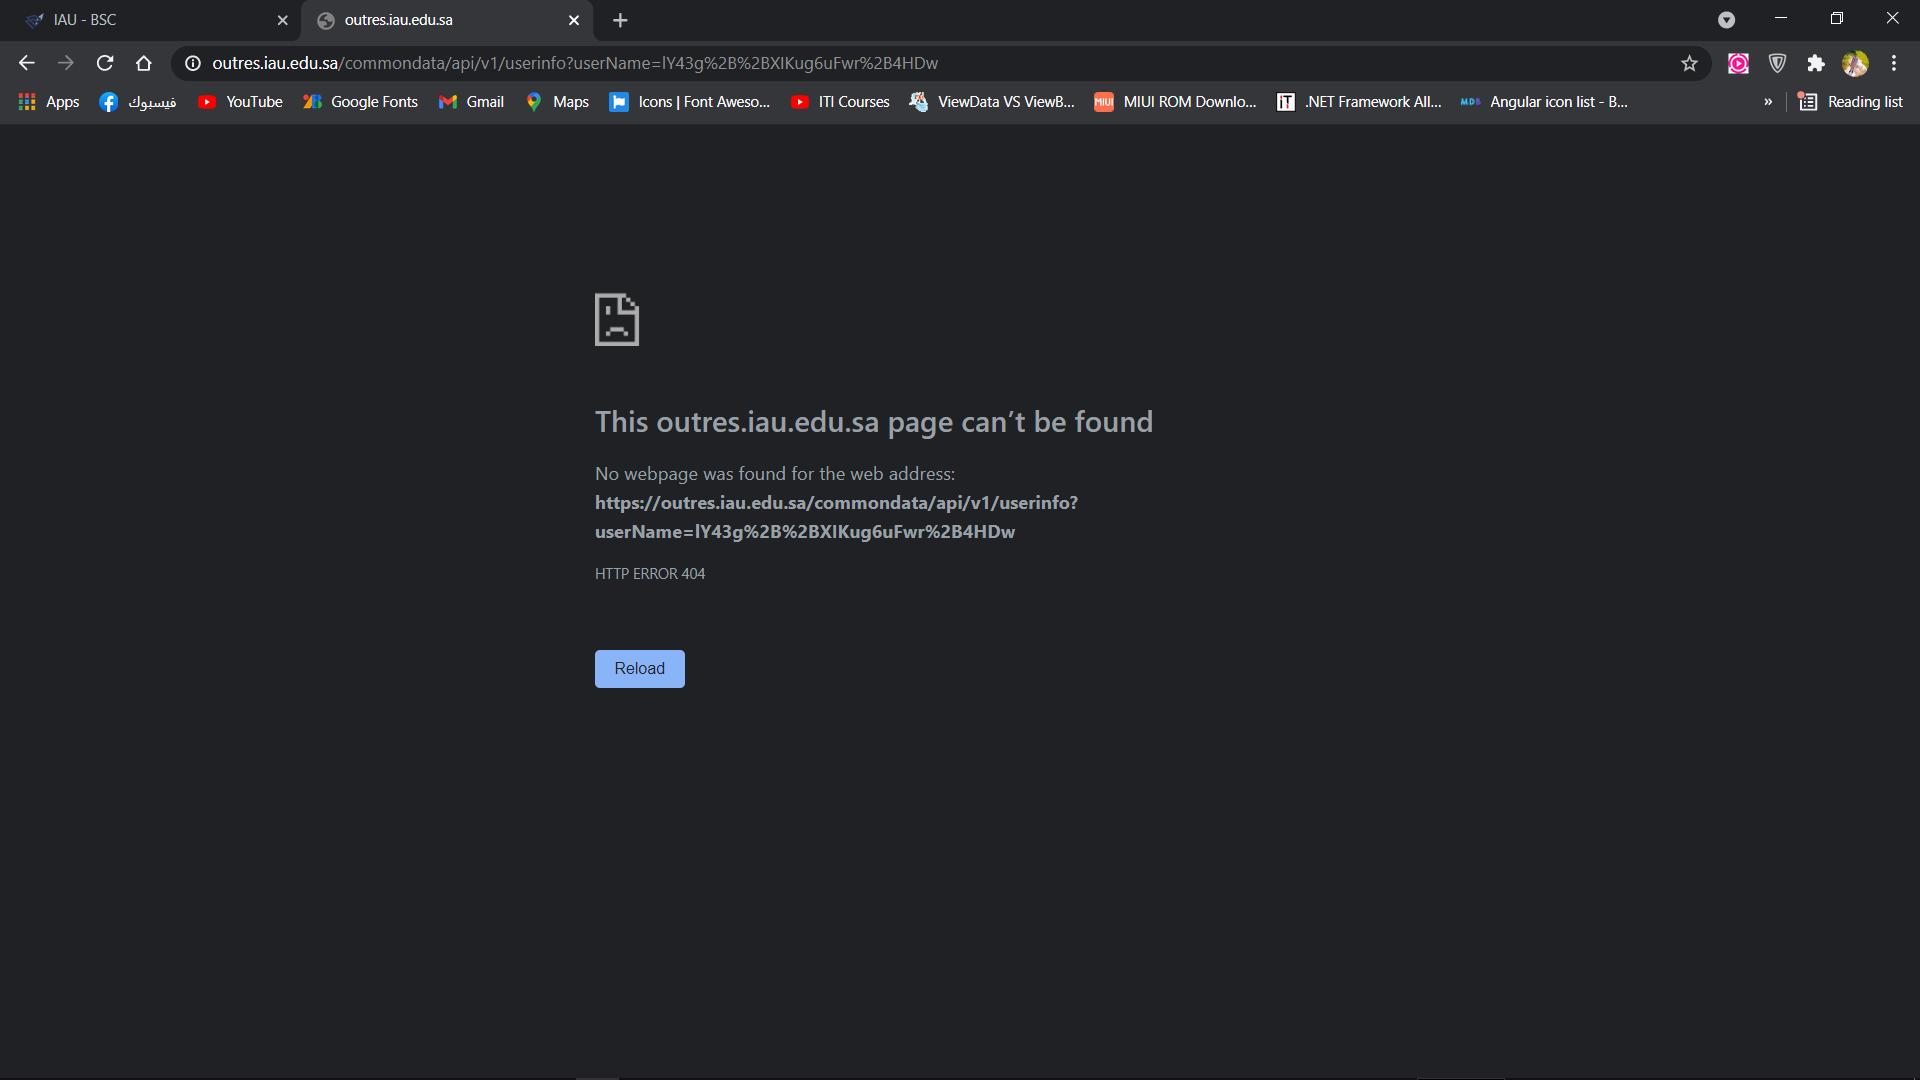 IAU - BSC
outres.iau.edu.sa
outres.iau.edu.sa/commondata/api/v1/userinfo?userName=lY43g%2B%2BXIKug6uFwr%2B4HDw
Apps
فيسبوك
YouTube
Google Fonts
Gmail
Maps
Icons | Font Aweso...
ITI Courses
ViewData VS ViewB...
MIUI
MIUI ROM Downlo...
iT
.NET Framework All...
MDB
Angular icon list - B...
»
Reading list
This outres.iau.edu.sa page can’t be found
No webpage was found for the web address:
https://outres.iau.edu.sa/commondata/api/v1/userinfo?
userName=lY43g%2B%2BXIKug6uFwr%2B4HDw
HTTP ERROR 404
Reload